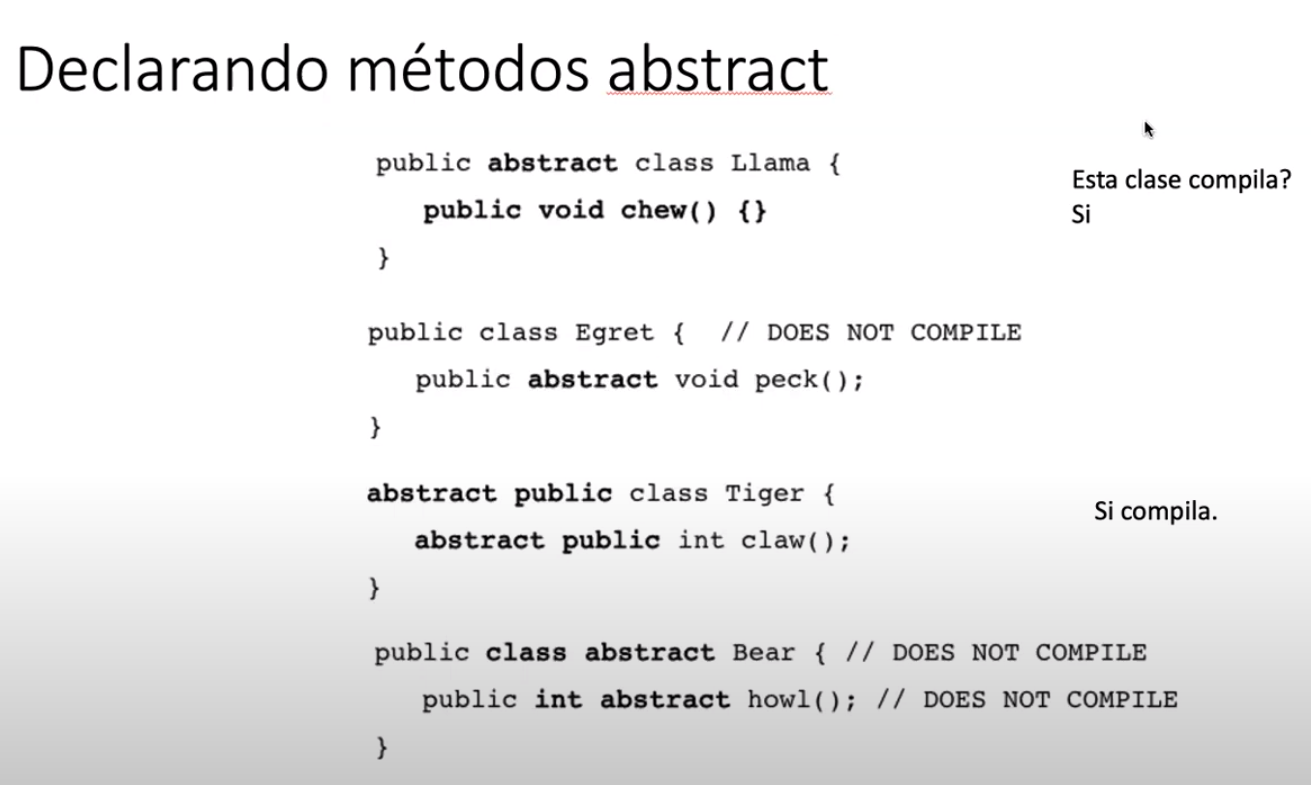 Declarando métodos abstract
public abstract class Llama {
public void chew() {}
}
Esta clase compila?
Si
public class Egret { // DOES NOT COMPILE
public abstract void peck();
}
abstract public class Tiger {
abstract public int claw();
}
Si compila.
public class abstract Bear { // DOES NOT COMPILE
public int abstract howl(); // DOES NOT COMPILE
}